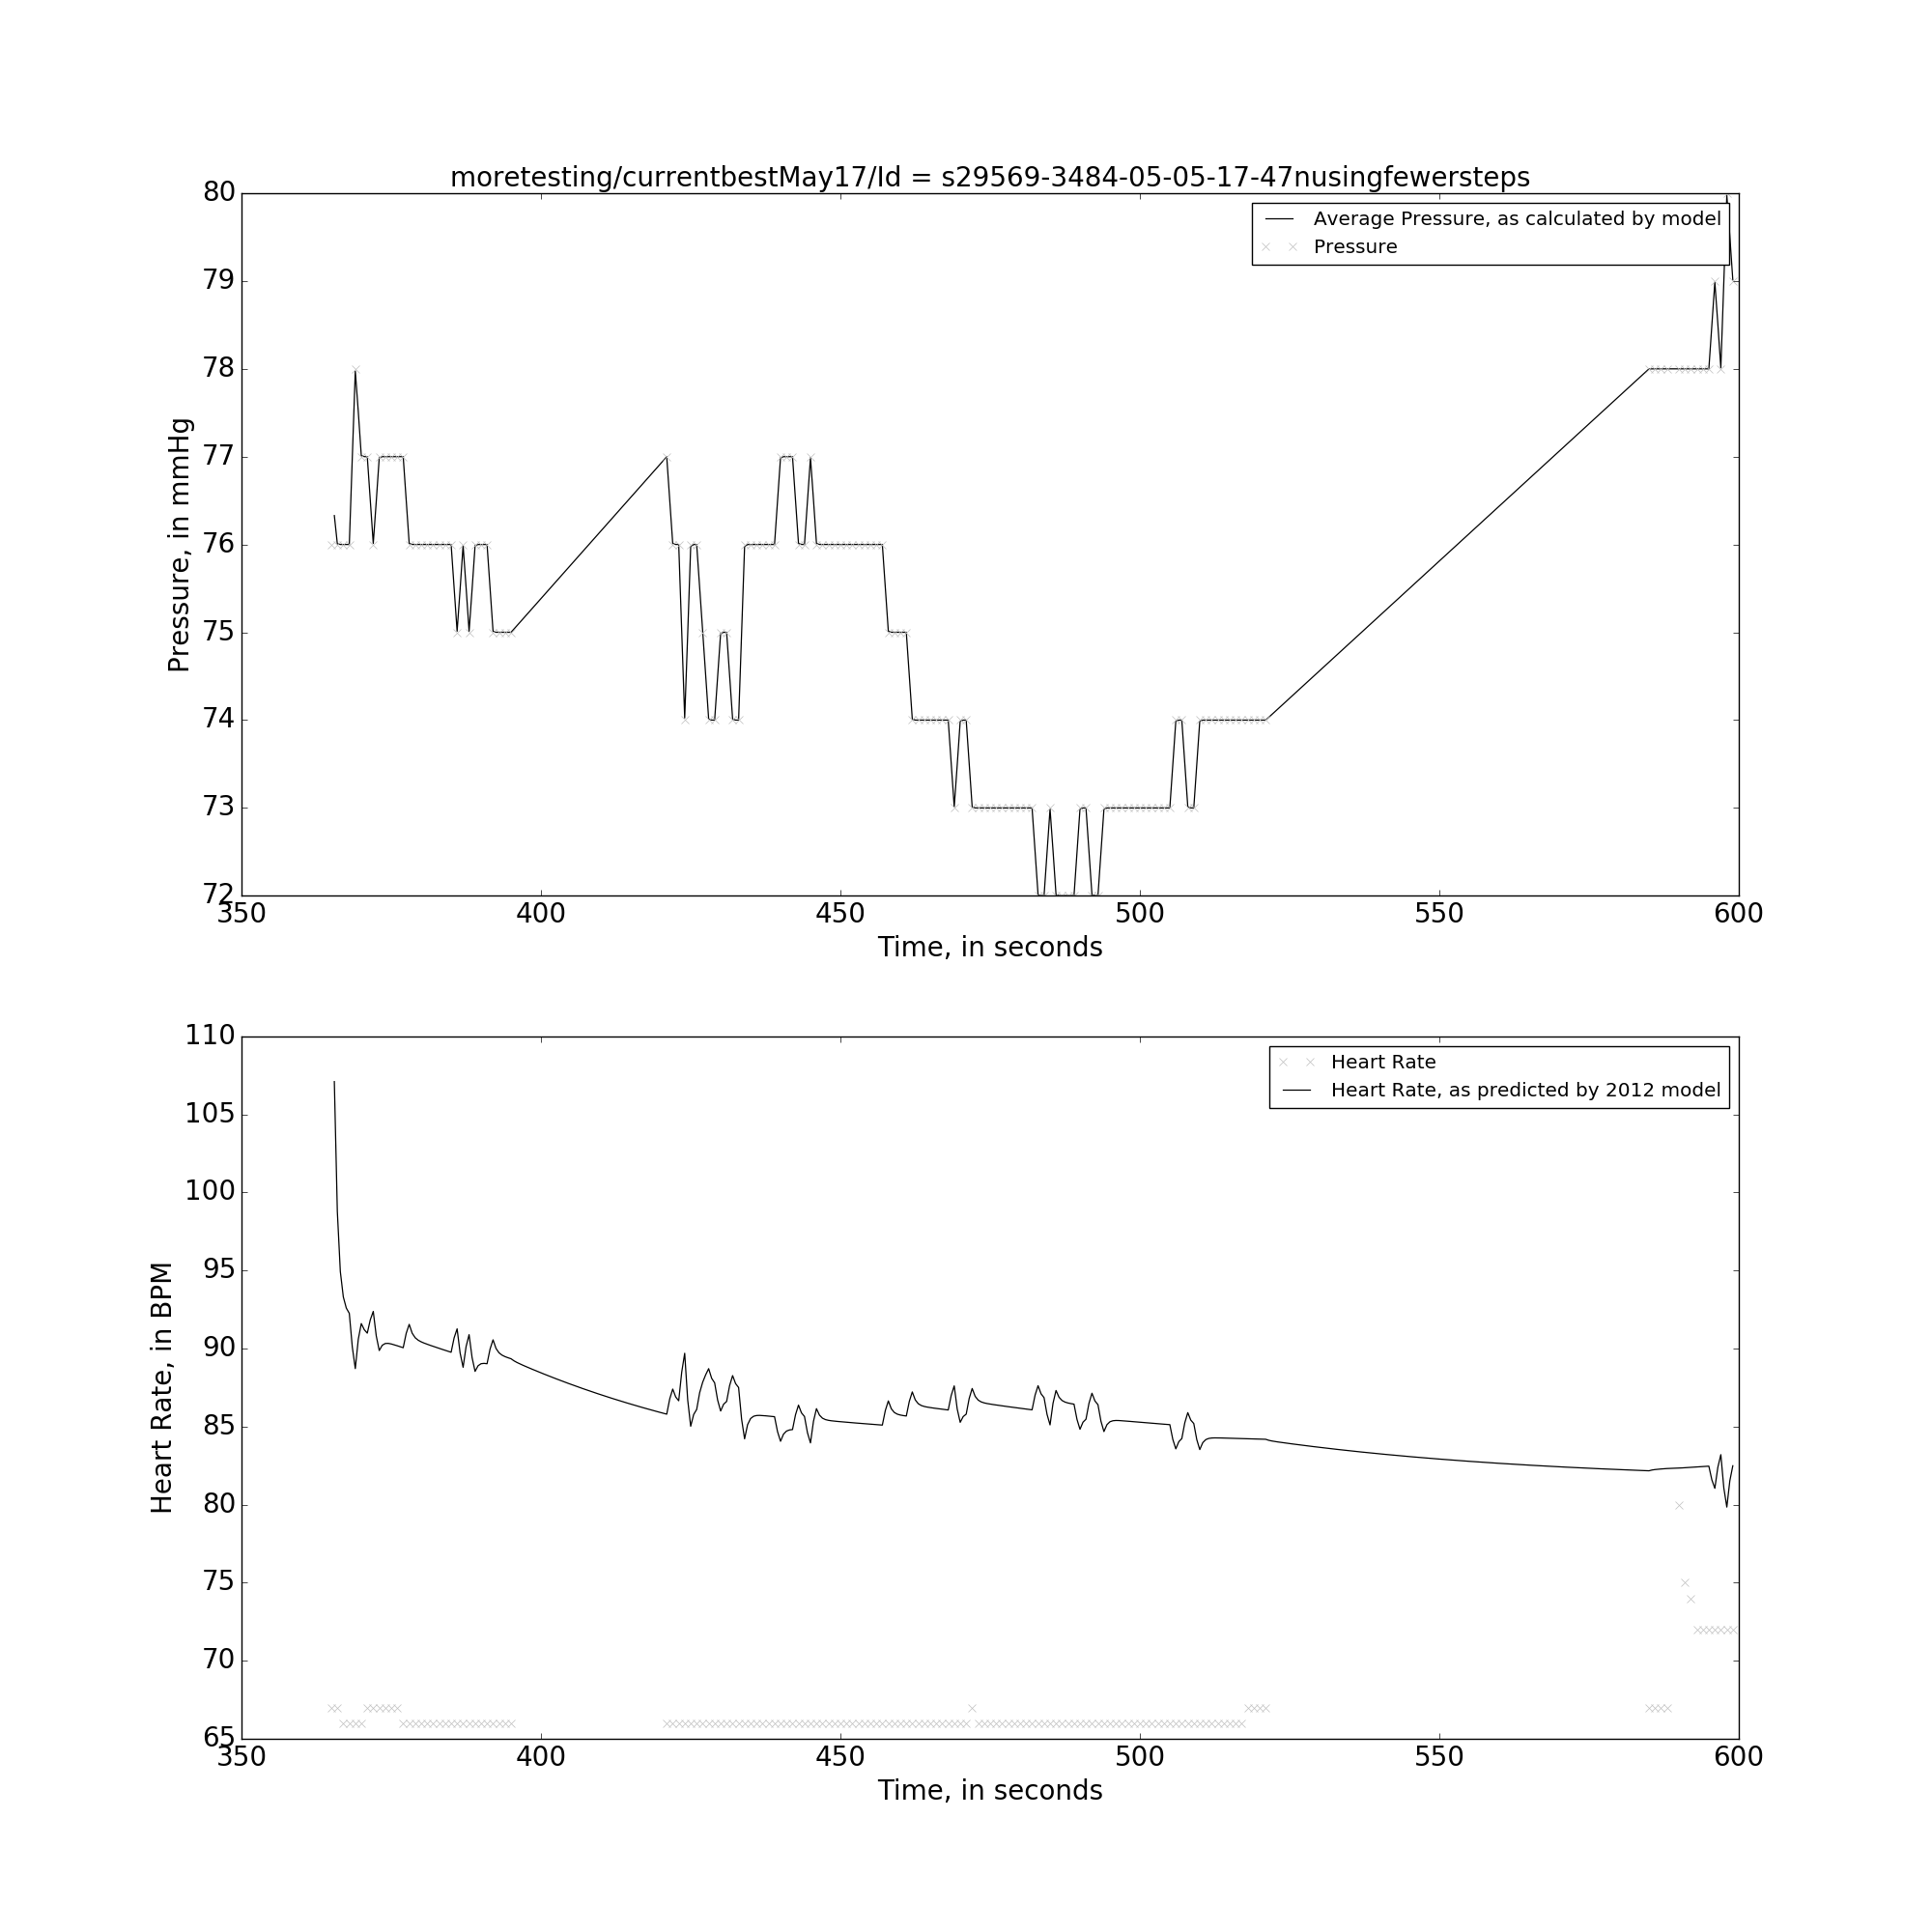 moretesting/currentbestMay17/Id = s29569-3484-05-05-17-47nusingfewersteps
Average Pressure, as calculated by model
Pressure
80
79
78
77
76
75
74
73
72
Pressure, in mmHg
350 400 450 500 550 600
Time, in seconds
Heart Rate
Heart Rate, as predicted by 2012 model
110
105
100
95
90
85
80
75
70
65
Heart Rate, in BPM
350 400 450 500 550 600
Time, in seconds